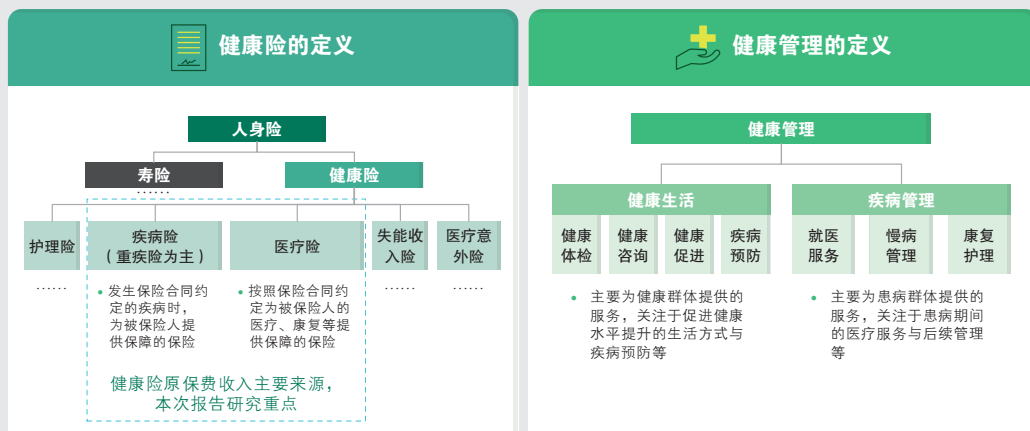 健康险的定义
人身险
寿险
健康险
……
护理险
疾病险
（重疾险为主）
医疗险
失能收
入险
医疗意
外险
……
• 发生保险合同约
定的疾病时，
为被保险人提
供保障的保险
• 按照保险合同约
定为被保险人的
医疗、康复等提
供保障的保险
……
……
健康险原保费收入主要来源，
本次报告研究重点
健康管理的定义
健康管理
健康生活
疾病管理
健康
体检
健康
咨询
健康
促进
疾病
预防
就医
服务
慢病
管理
康复
护理
• 主要为健康群体提供的
服务，关注于促进健康
水平提升的生活方式与
疾病预防等
• 主要为患病群体提供的
服务，关注于患病期间
的医疗服务与后续管理
等